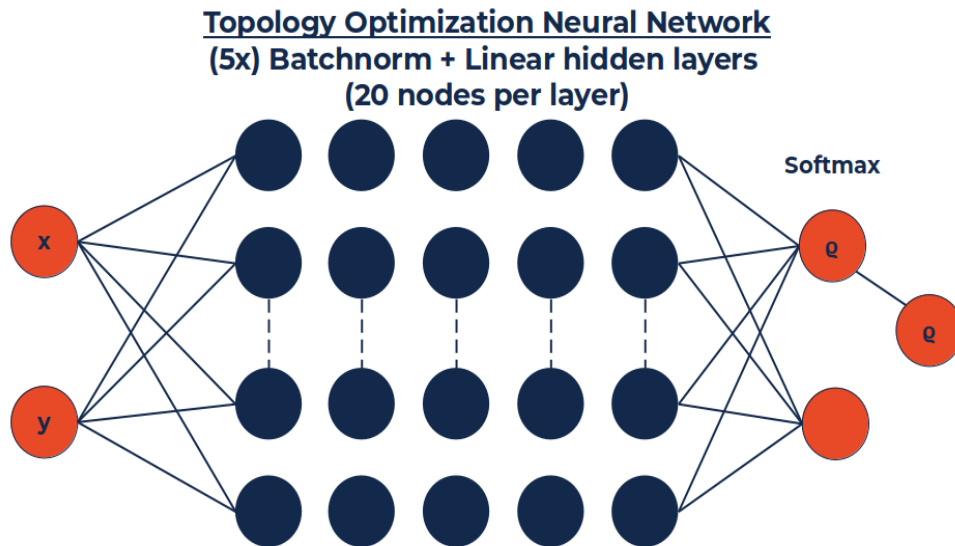 Topology Optimization Neural Network
(5x) Batchnorm + Linear hidden layers
(20 nodes per layer)
Softmax
x
ϱ
ϱ
y